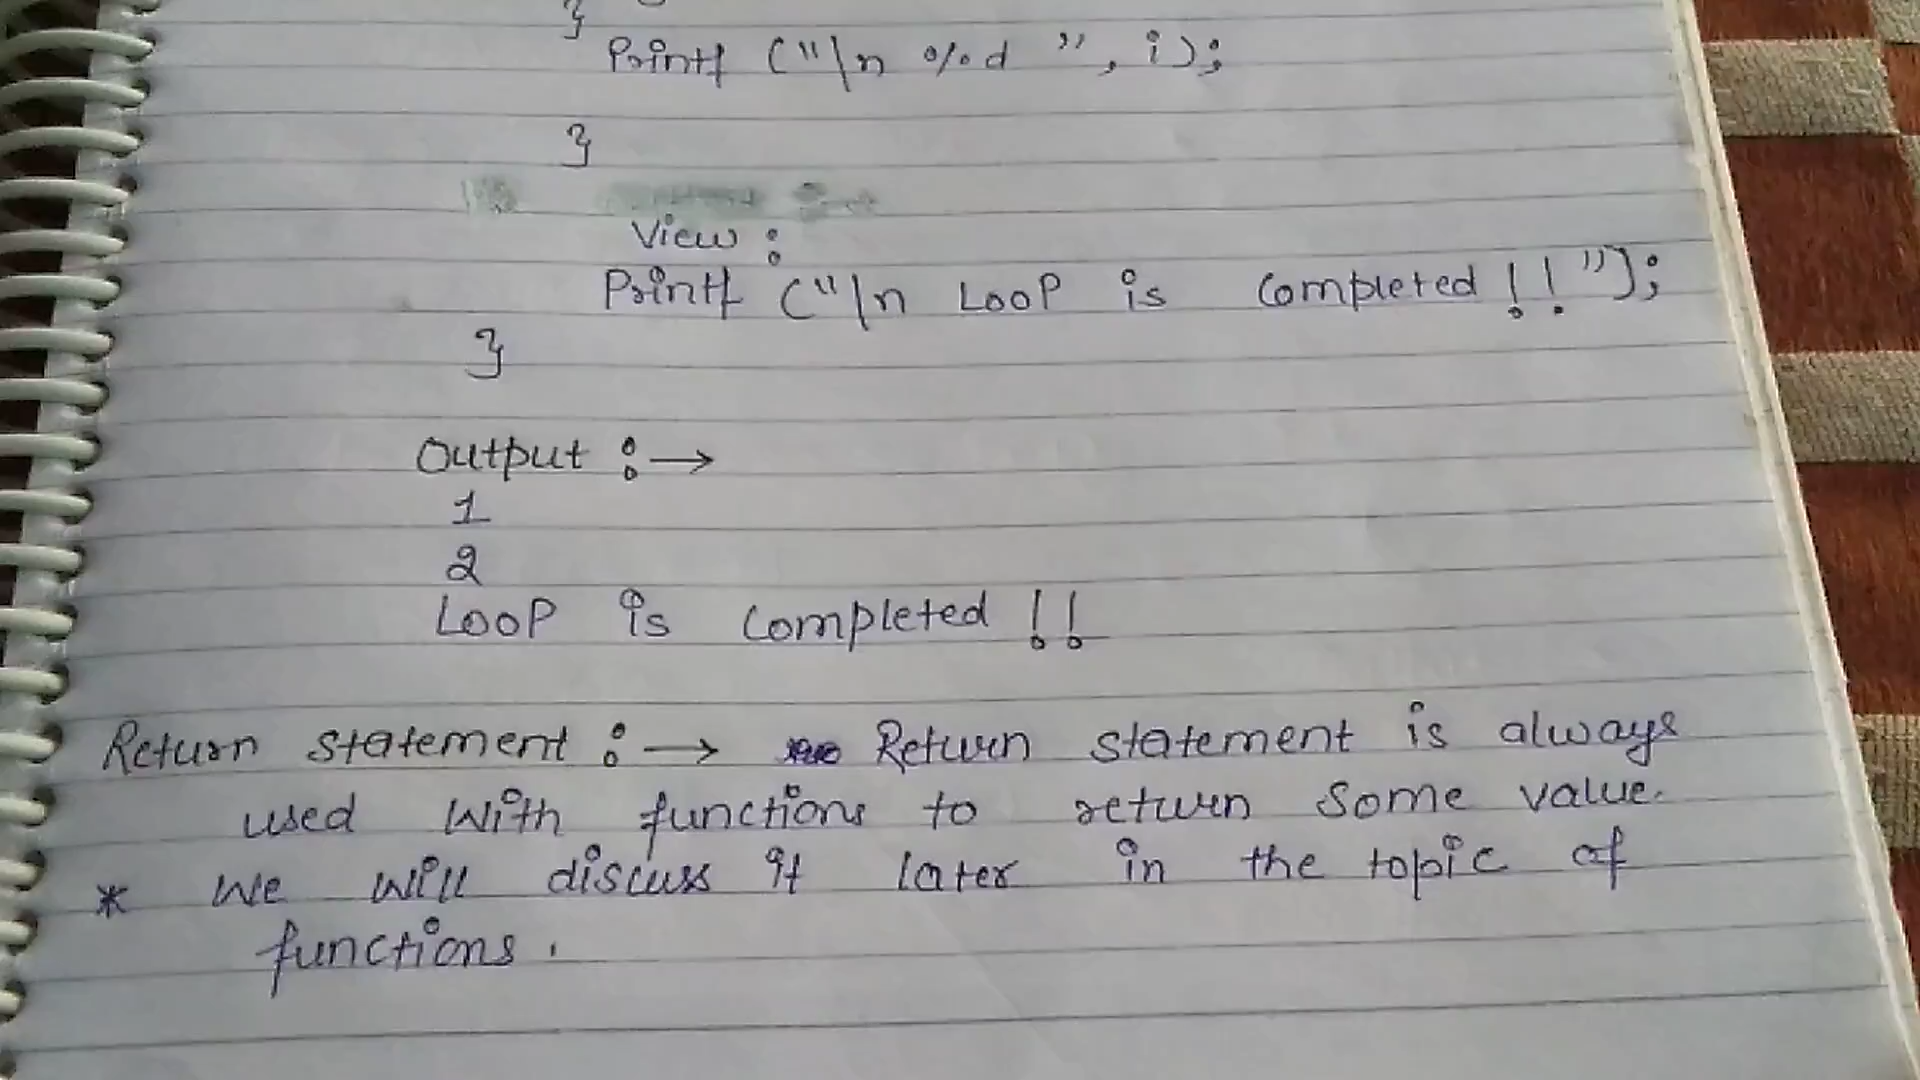 }
Printf ("\n %d ", i);
}
View :
Printf ("\n LOOP is Completed !! ");
}
Output :→
1
2
LOOP is Completed !!
Return statement :→ Return statement is always
used with functions to return some value.
* We will discuss it later in the topic of
functions.